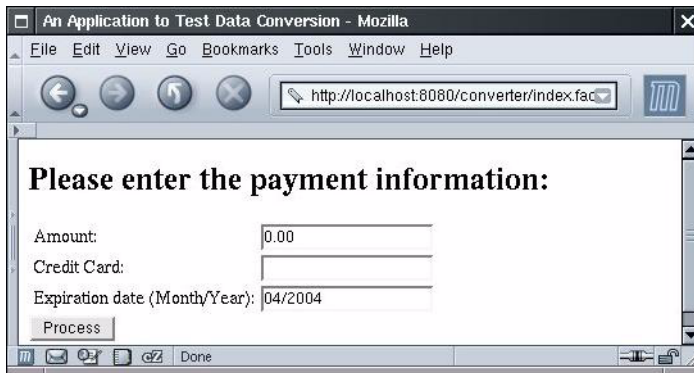 An Application to Test Data Conversion - Mozilla
File Edit View Go Bookmarks Tools Window Help
http://localhost:8080/converter/index.fac
Please enter the payment information:
Amount: 0.00
Credit Card:
Expiration date (Month/Year): 04/2004
Process
Done